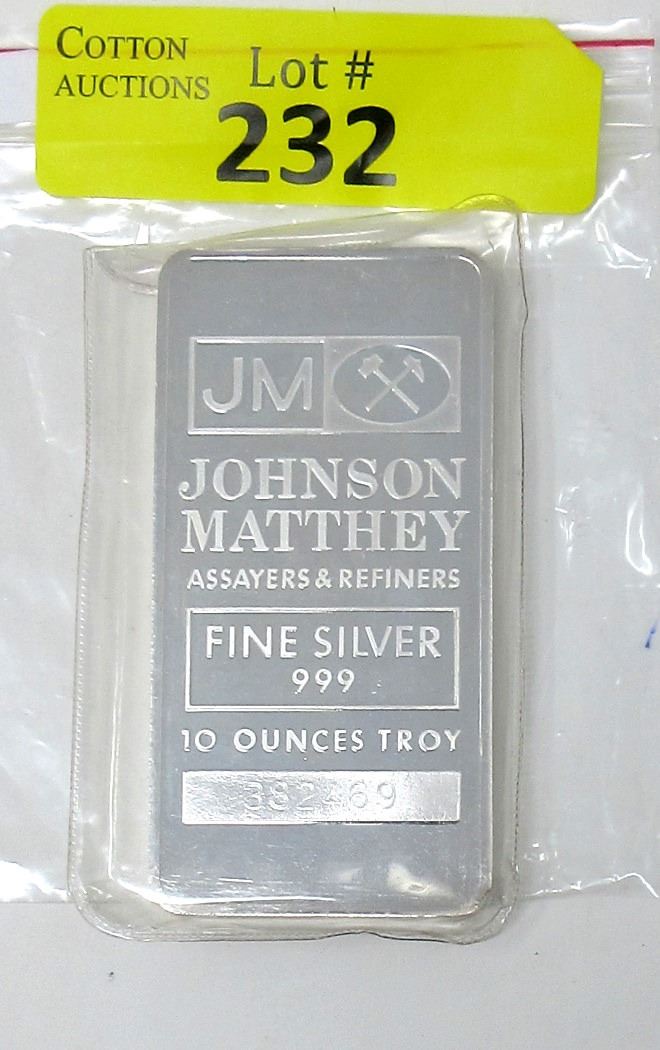 COTTON
AUCTIONS
Lot #
232
JM
JOHNSON
MATTHEY
ASSAYERS & REFINERS
FINE SILVER
999
10 OUNCES TROY